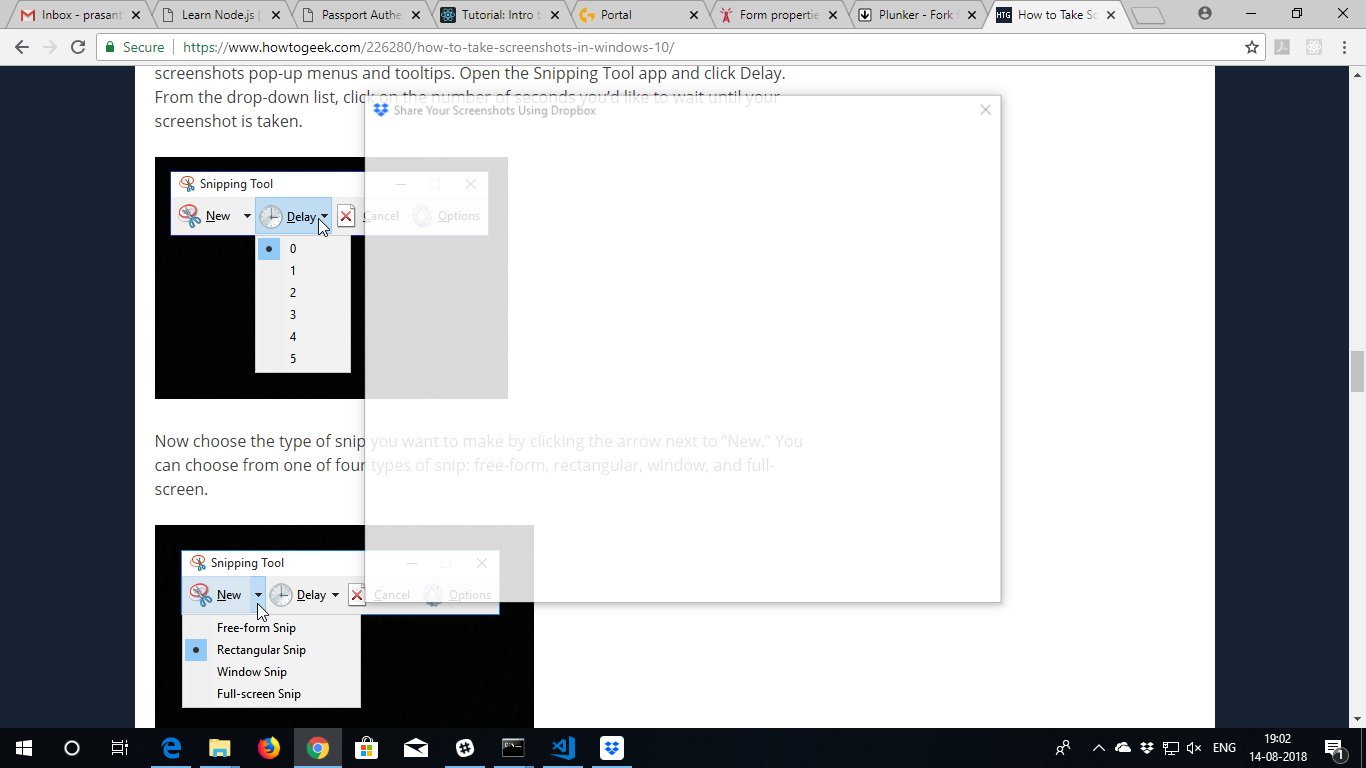 Inbox - prasant
Learn Node.js |
Passport Authe
Tutorial: Intro t
Portal
Form propertie
Plunker - Fork
HTG How to Take Sc
Secure https://www.howtogeek.com/226280/how-to-take-screenshots-in-windows-10/
screenshots pop-up menus and tooltips. Open the Snipping Tool app and click Delay.
From the drop-down list, click on the number of seconds you'd like to wait until your
screenshot is taken.
Share Your Screenshots Using Dropbox
Snipping Tool
New Delay Cancel Options
0
1
2
3
4
5
Now choose the type of snip you want to make by clicking the arrow next to “New.” You
can choose from one of four types of snip: free-form, rectangular, window, and full-
screen.
Snipping Tool
New Delay Cancel Options
Free-form Snip
Rectangular Snip
Window Snip
Full-screen Snip
ENG
19:02
14-08-2018
1